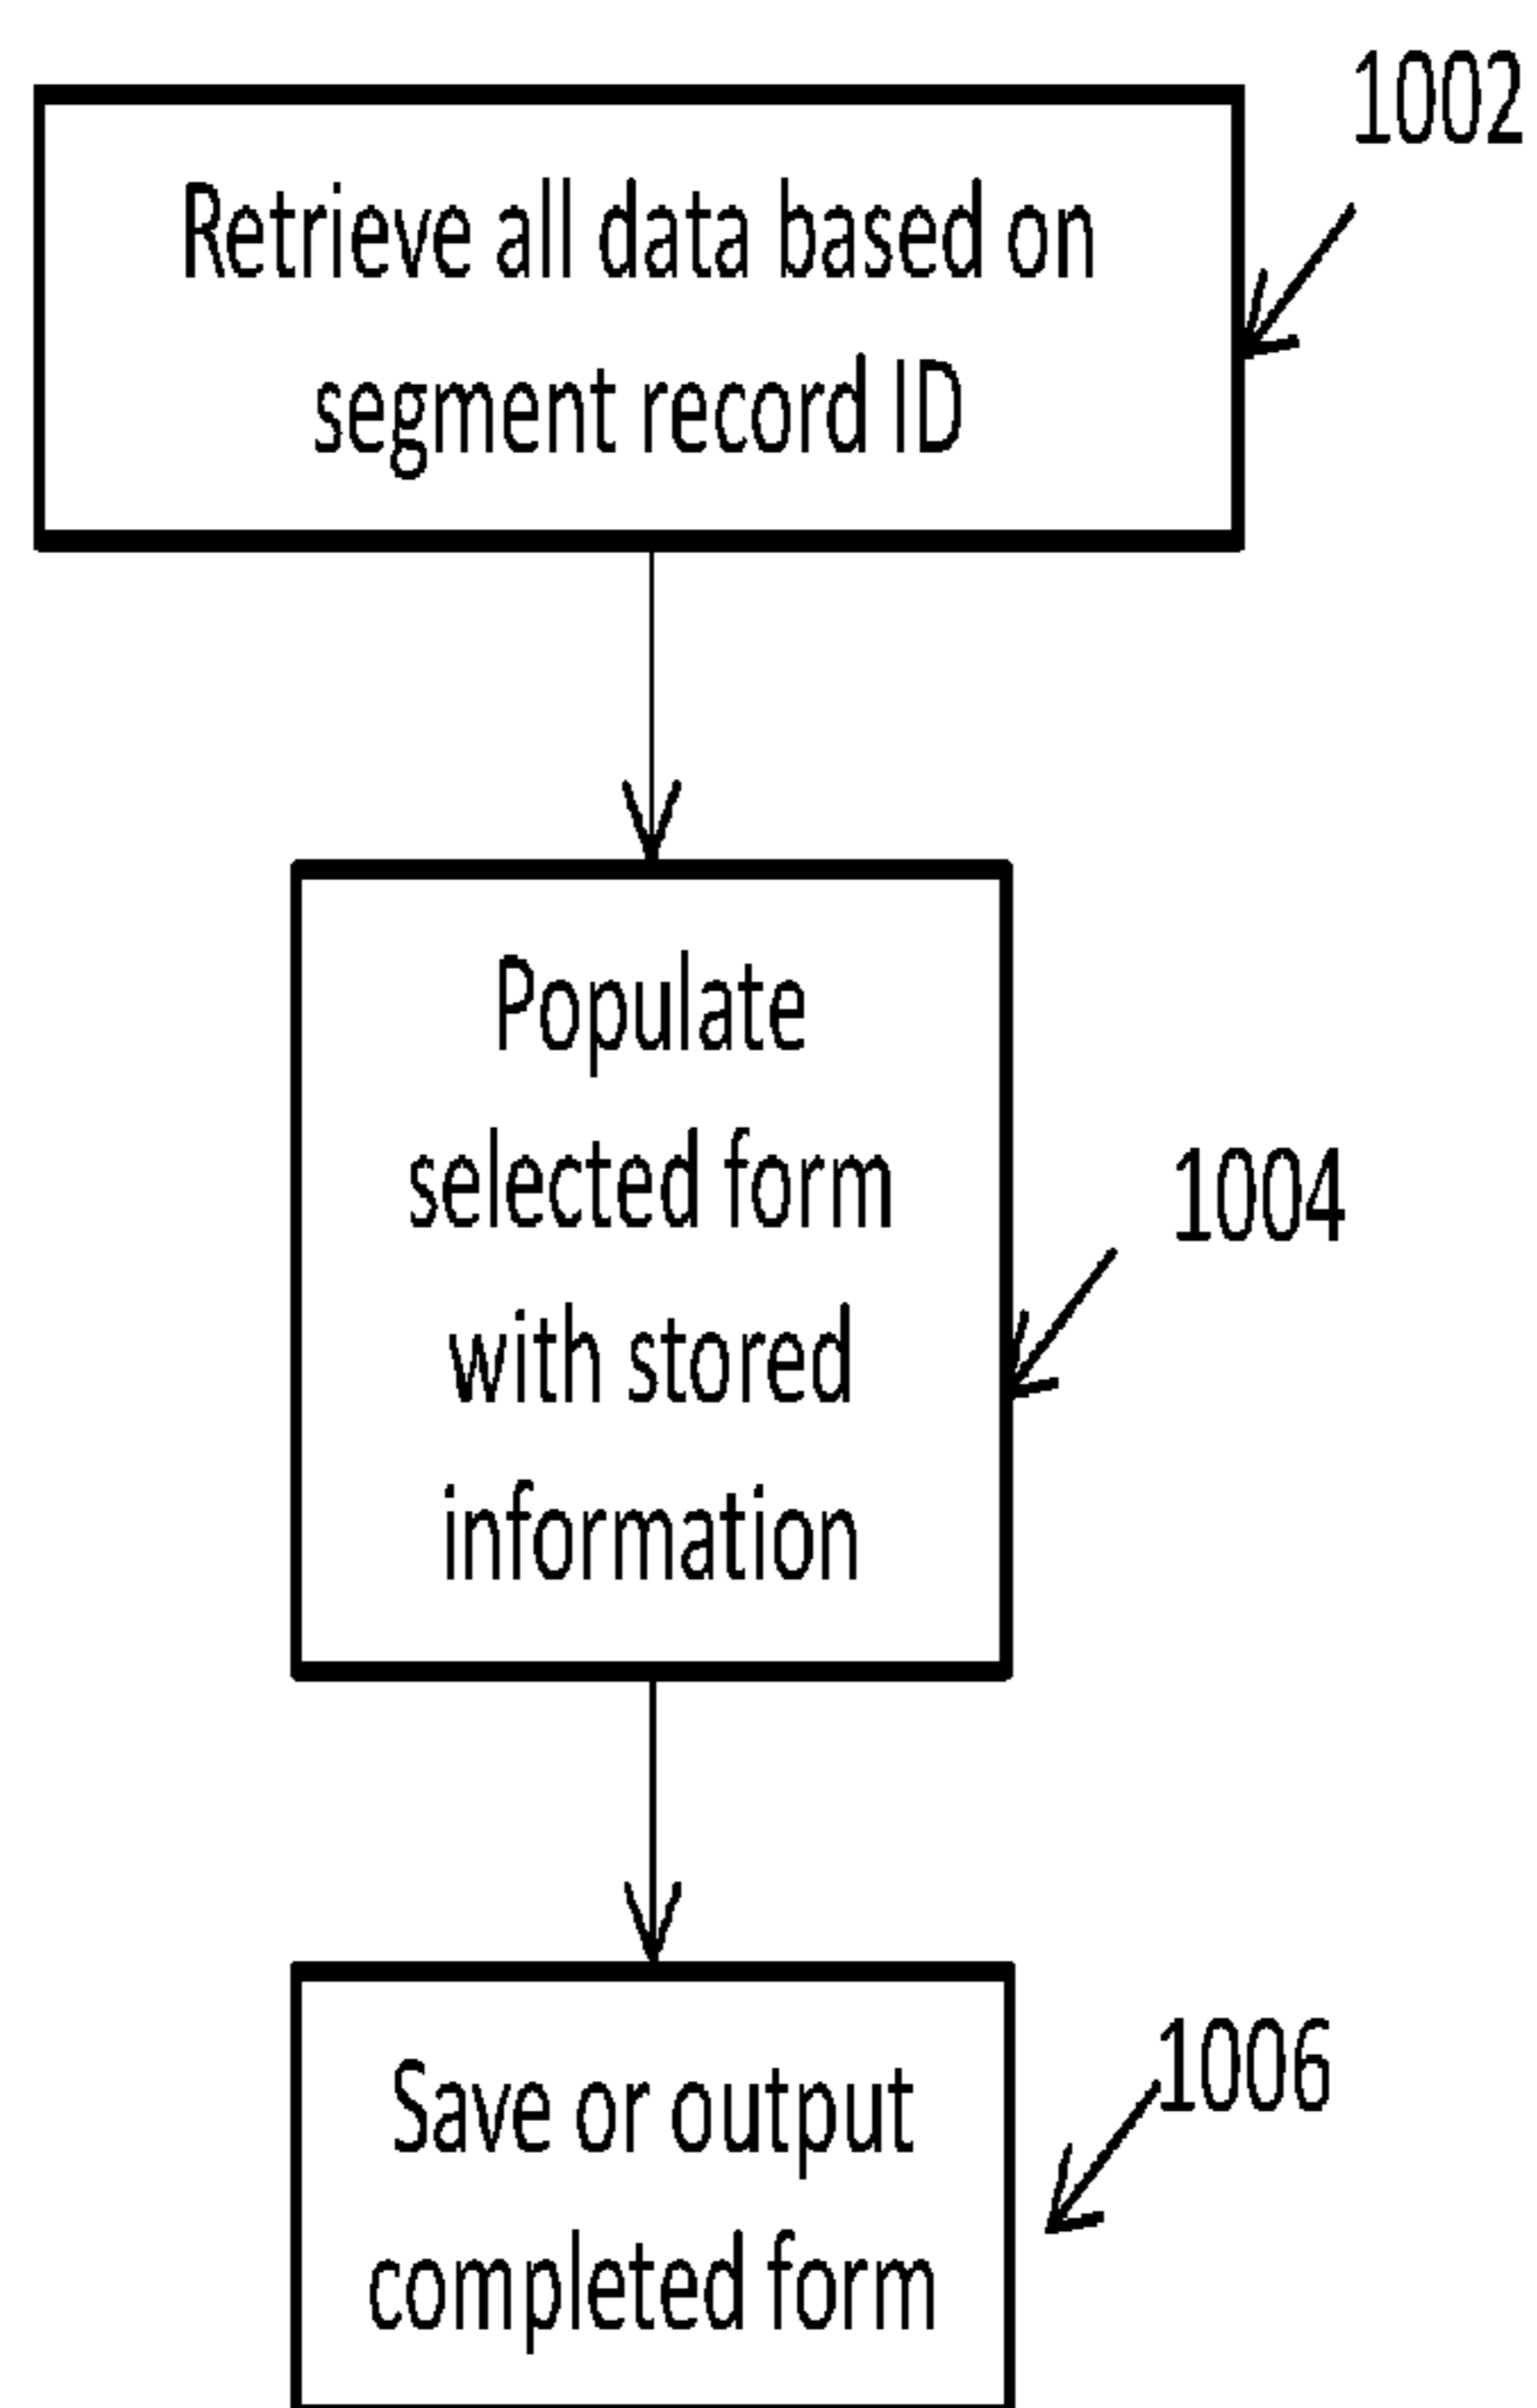 1002
Retrieve all data based on
segment record ID
Populate
selected form
with stored
information
1004
Save or output
completed form
1006